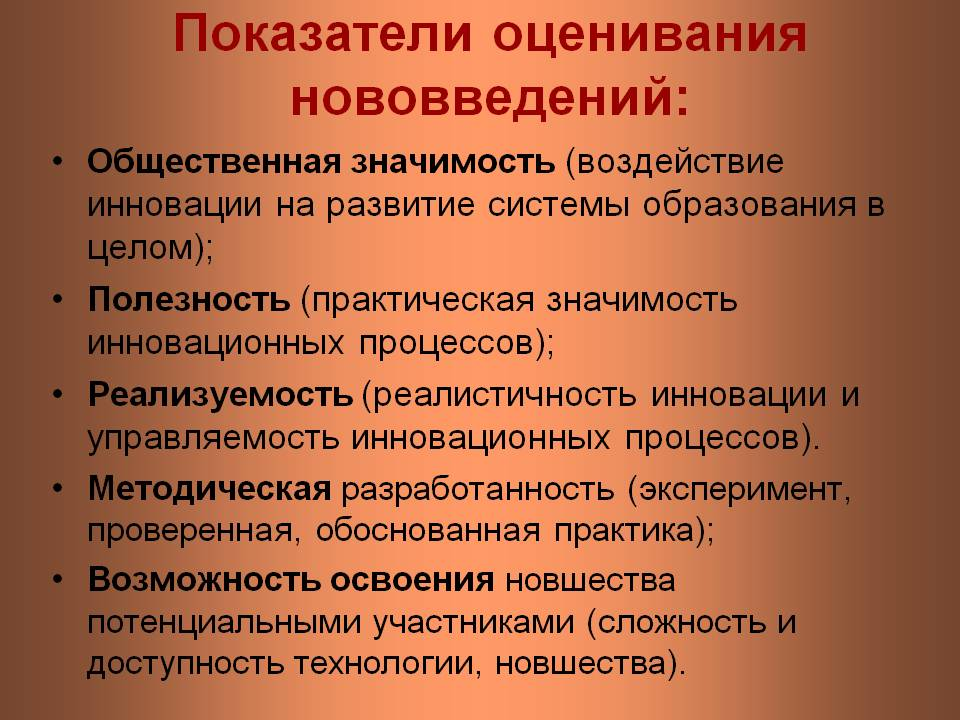 Показатели оценивания
нововведений:
• Общественная значимость (воздействие
инновации на развитие системы образования в
целом);
• Полезность (практическая значимость
инновационных процессов);
• Реализуемость (реалистичность инновации и
управляемость инновационных процессов).
• Методическая разработанность (эксперимент,
проверенная, обоснованная практика);
• Возможность освоения новшества
потенциальными участниками (сложность и
доступность технологии, новшества).